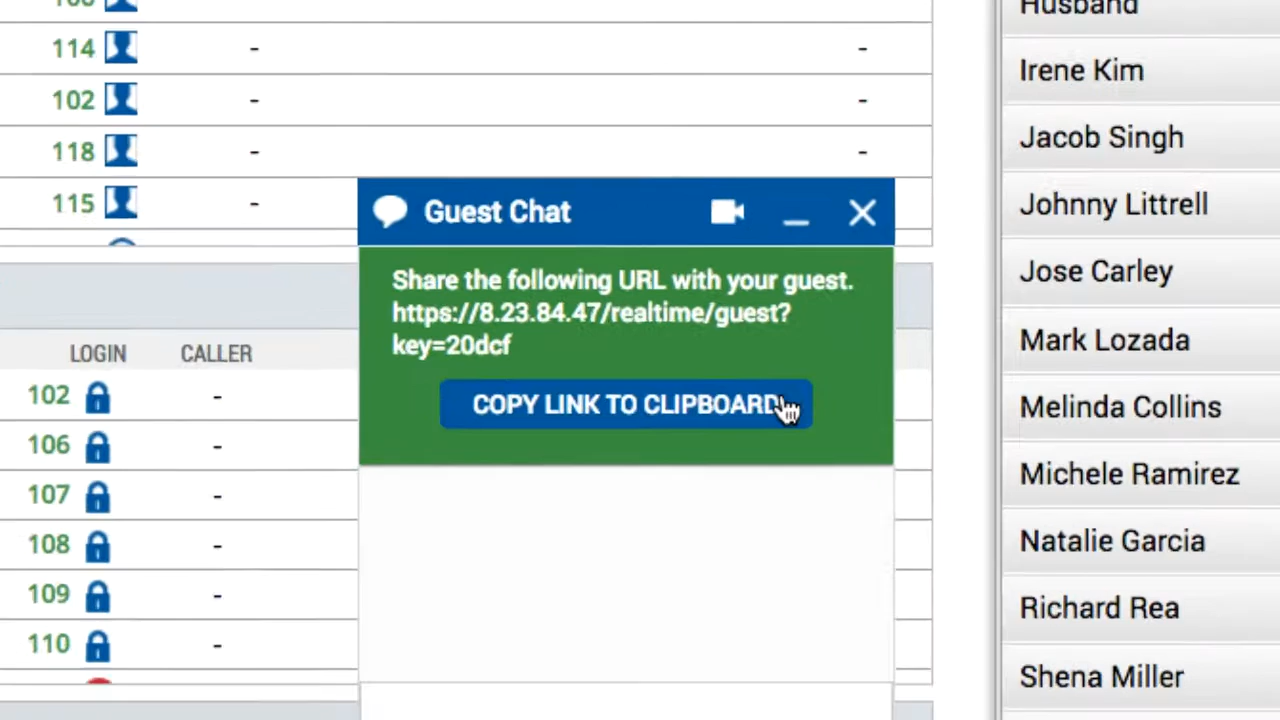 114 - -
102 - -
118 - -
115 -
Guest Chat
Share the following URL with your guest.
https://8.23.84.47/realtime/guest?
key=20dcf
COPY LINK TO CLIPBOARD
LOGIN CALLER
102 -
106 -
107 -
108 -
109 -
110 -
Husband
Irene Kim
Jacob Singh
Johnny Littrell
Jose Carley
Mark Lozada
Melinda Collins
Michele Ramirez
Natalie Garcia
Richard Rea
Shena Miller